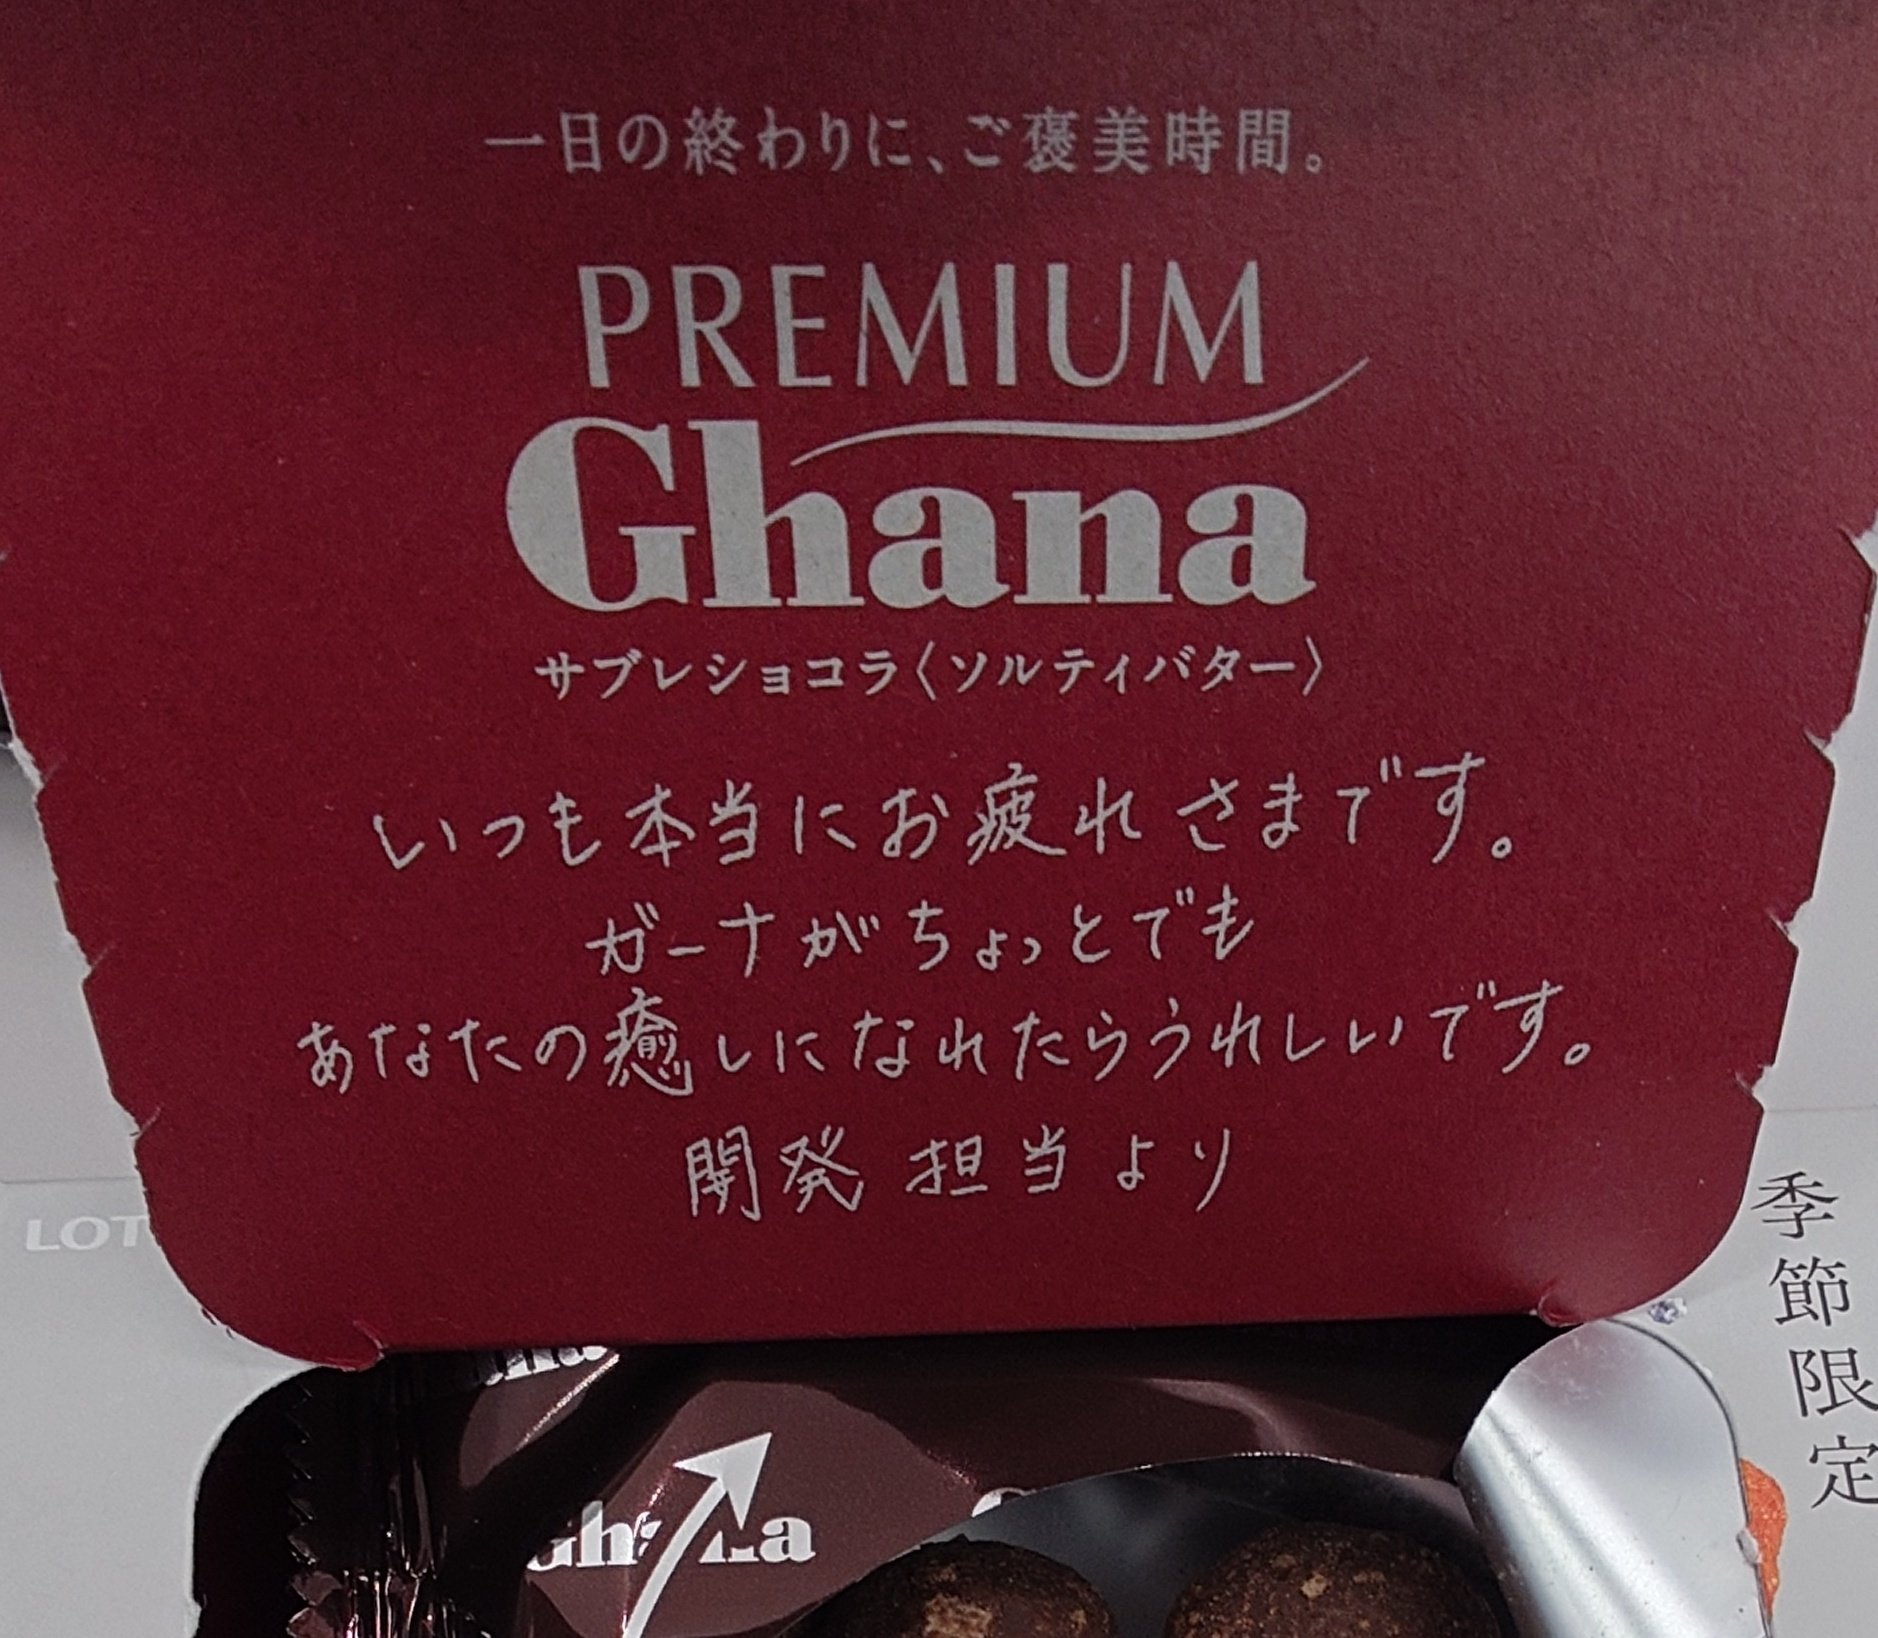 一日の終わりに、ご褒美時間。
PREMIUM
Ghana
サブレショコラ〈ソルティバター〉
いつも本当にお疲れさまです。
ガーナがちょっとでも
あなたの癒しになれたらうれしいです。
開発担当より
LOT
季節限定
Ghana